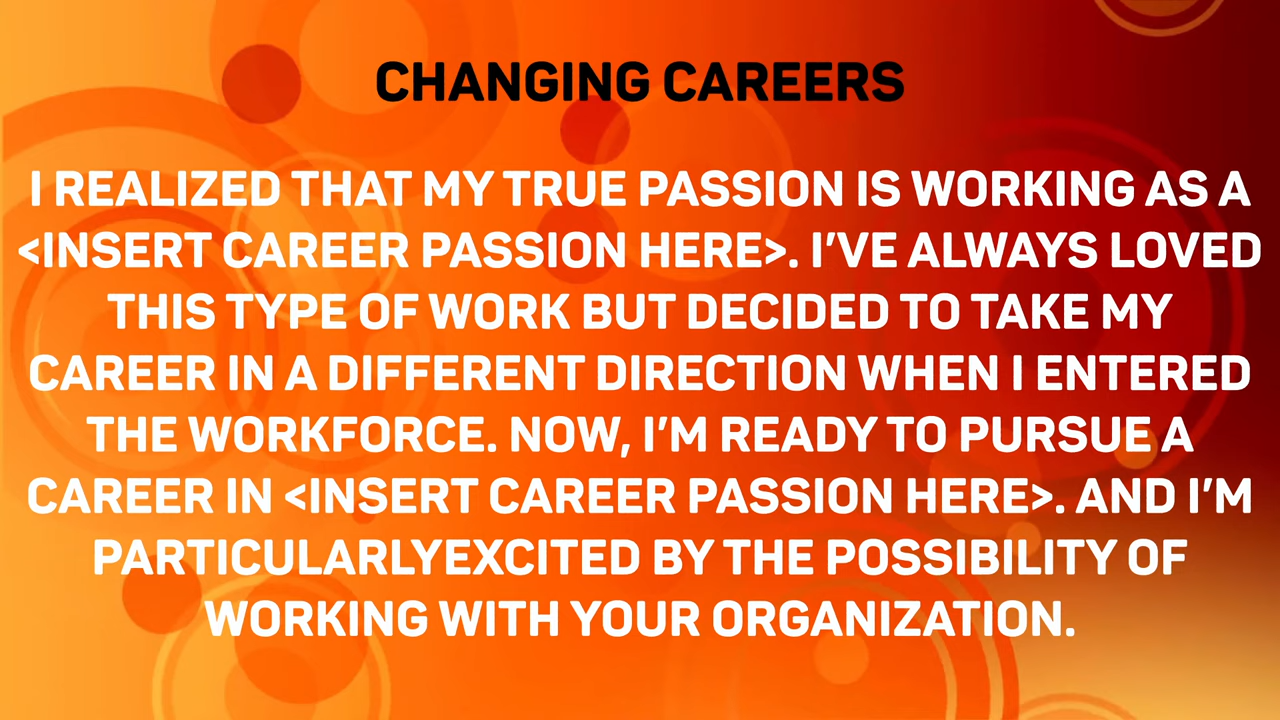 CHANGING CAREERS
I REALIZED THAT MY TRUE PASSION IS WORKING AS A
<INSERT CAREER PASSION HERE>. I’VE ALWAYS LOVED
THIS TYPE OF WORK BUT DECIDED TO TAKE MY
CAREER IN A DIFFERENT DIRECTION WHEN I ENTERED
THE WORKFORCE. NOW, I’M READY TO PURSUE A
CAREER IN <INSERT CAREER PASSION HERE>. AND I’M
PARTICULARLYEXCITED BY THE POSSIBILITY OF
WORKING WITH YOUR ORGANIZATION.